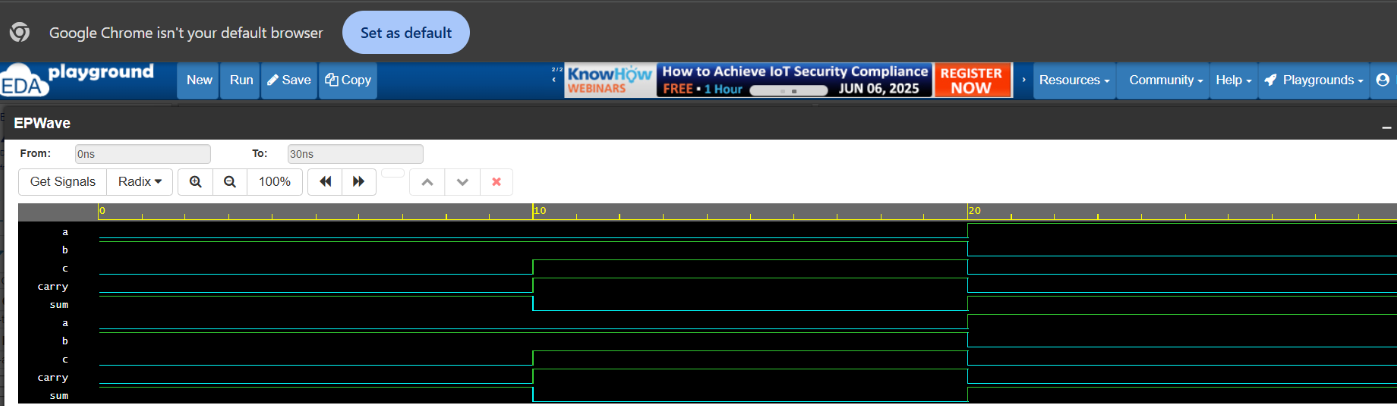 Google Chrome isn't your default browser Set as default
EDA playground New Run Save Copy 2/2 KnowHow WEBINARS How to Achieve IoT Security Compliance FREE • 1 Hour JUN 06, 2025 REGISTER NOW Resources Community Help Playgrounds
EPWave
From: 0ns To: 30ns
Get Signals Radix 100%
0 10 20
a
b
c
carry
sum
a
b
c
carry
sum